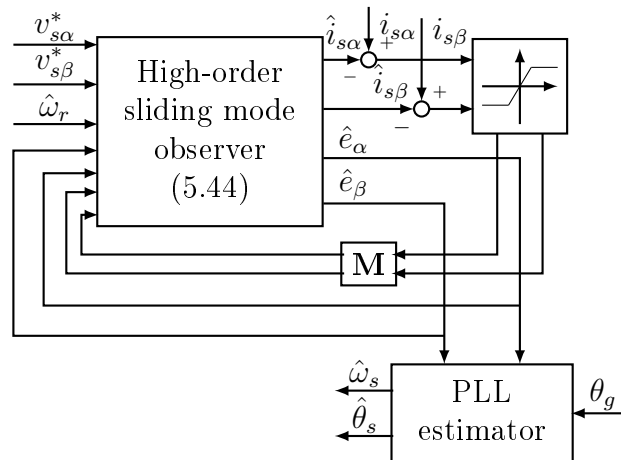 v*sα
v*sβ
ω̂r
High-order
sliding mode
observer
(5.44)
îsα
isα
isβ
+
−
îsβ
+
−
êα
êβ
M
PLL
estimator
ω̂s
θ̂s
θg